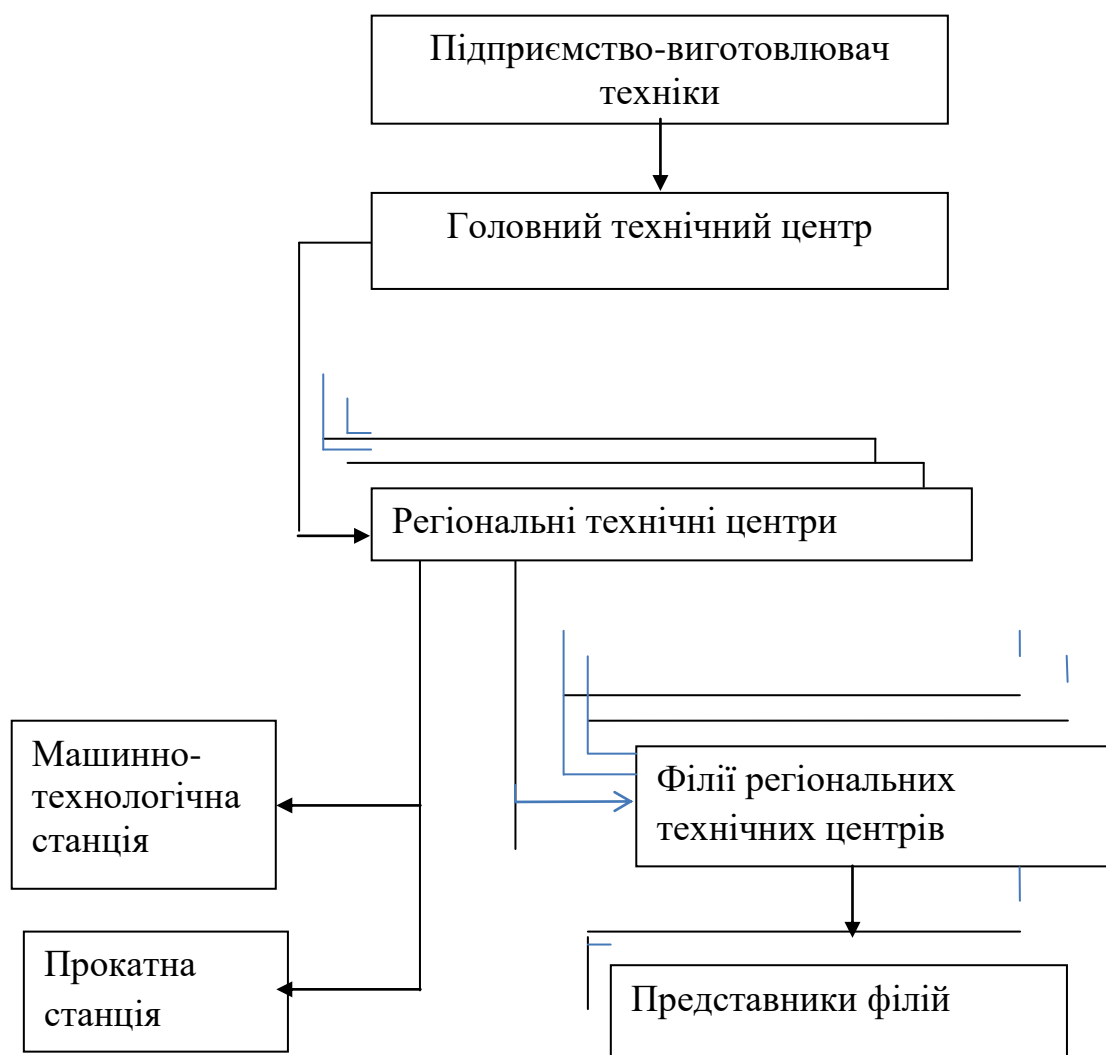 Підприємство-виготовлювач
техніки
Головний технічний центр
Регіональні технічні центри
Машинно-
технологічна
станція
Філії регіональних
технічних центрів
Прокатна
станція
Представники філій